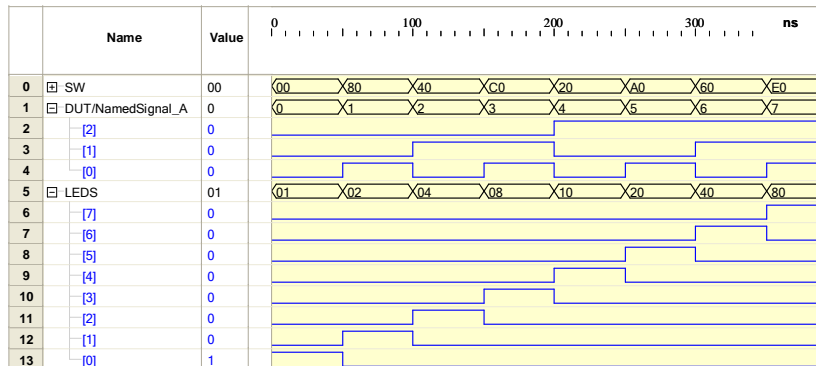 Name Value 0 100 200 300 ns
0 SW 00 00 80 40 C0 20 A0 60 E0
1 DUT/NamedSignal_A 0 0 1 2 3 4 5 6 7
2 [2] 0
3 [1] 0
4 [0] 0
5 LEDS 01 01 02 04 08 10 20 40 80
6 [7] 0
7 [6] 0
8 [5] 0
9 [4] 0
10 [3] 0
11 [2] 0
12 [1] 0
13 [0] 1